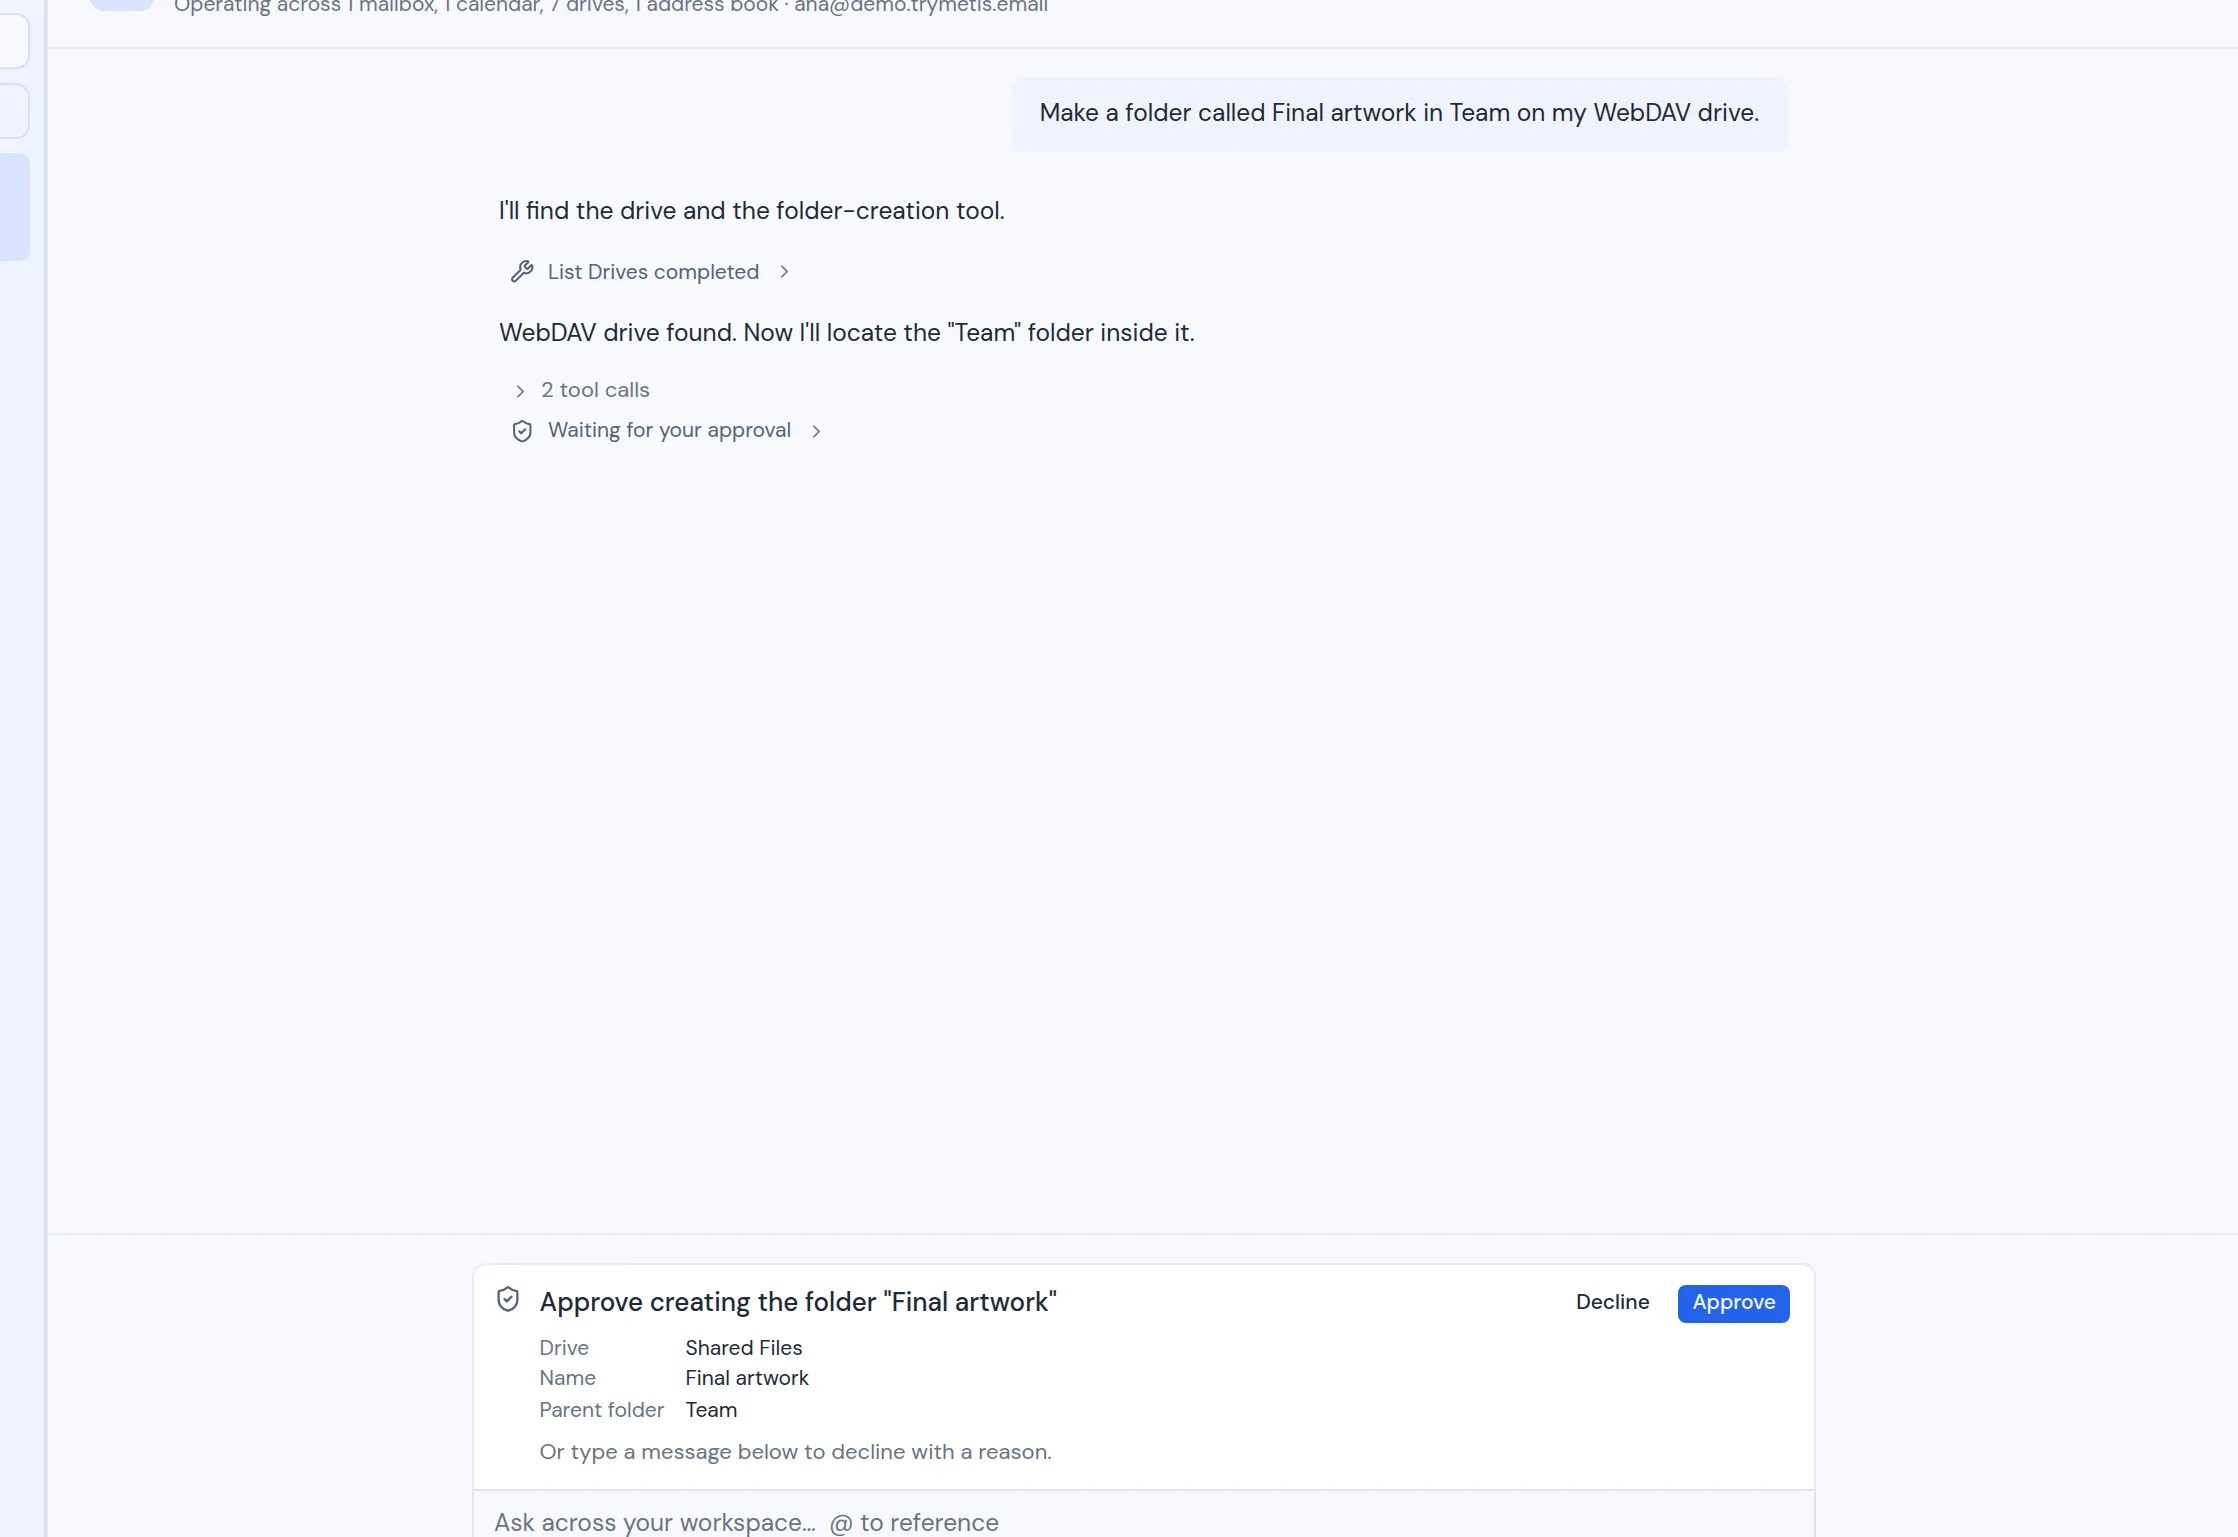 Operating across 1 mailbox, 1 calendar, 7 drives, 1 address book · ana@demo.trymetis.email
Make a folder called Final artwork in Team on my WebDAV drive.
I'll find the drive and the folder-creation tool.
List Drives completed
WebDAV drive found. Now I'll locate the "Team" folder inside it.
2 tool calls
Waiting for your approval
Approve creating the folder "Final artwork"
Decline
Approve
Drive Shared Files
Name Final artwork
Parent folder Team
Or type a message below to decline with a reason.
Ask across your workspace... @ to reference